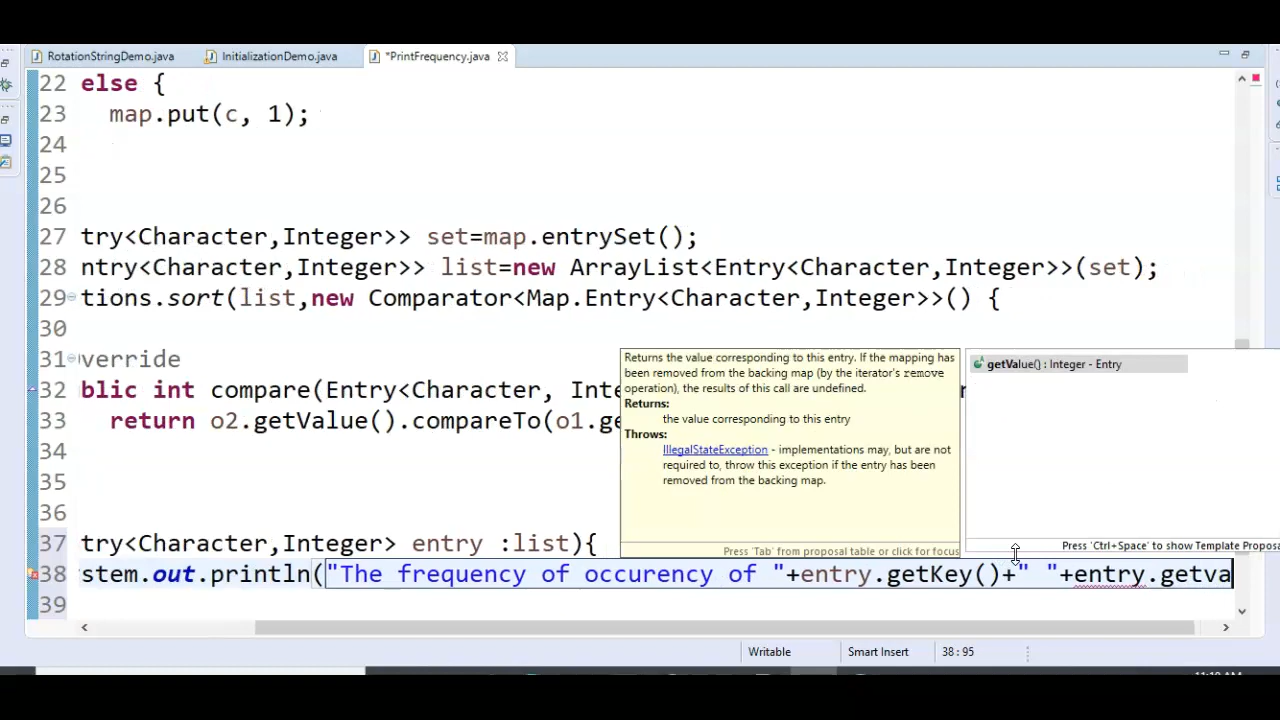 RotationStringDemo.java
InitializationDemo.java
*PrintFrequency.java
22 else {
23 map.put(c, 1);
24
25
26
27 try<Character,Integer>> set=map.entrySet();
28 ntry<Character,Integer>> list=new ArrayList<Entry<Character,Integer>>(set);
29 tions.sort(list,new Comparator<Map.Entry<Character,Integer>>() {
30
31 verride
32 blic int compare(Entry<Character, Inte
33 return o2.getValue().compareTo(o1.ge
34
35
36
37 try<Character,Integer> entry :list){
38 stem.out.println("The frequency of occurency of "+entry.getKey()+" "+entry.getva
39
Returns the value corresponding to this entry. If the mapping has
been removed from the backing map (by the iterator's remove
operation), the results of this call are undefined.
Returns:
the value corresponding to this entry
Throws:
IllegalStateException - implementations may, but are not
required to, throw this exception if the entry has been
removed from the backing map.
Press 'Tab' from proposal table or click for focus
getValue() : Integer - Entry
Press 'Ctrl+Space' to show Template Proposa
Writable
Smart Insert
38 : 95